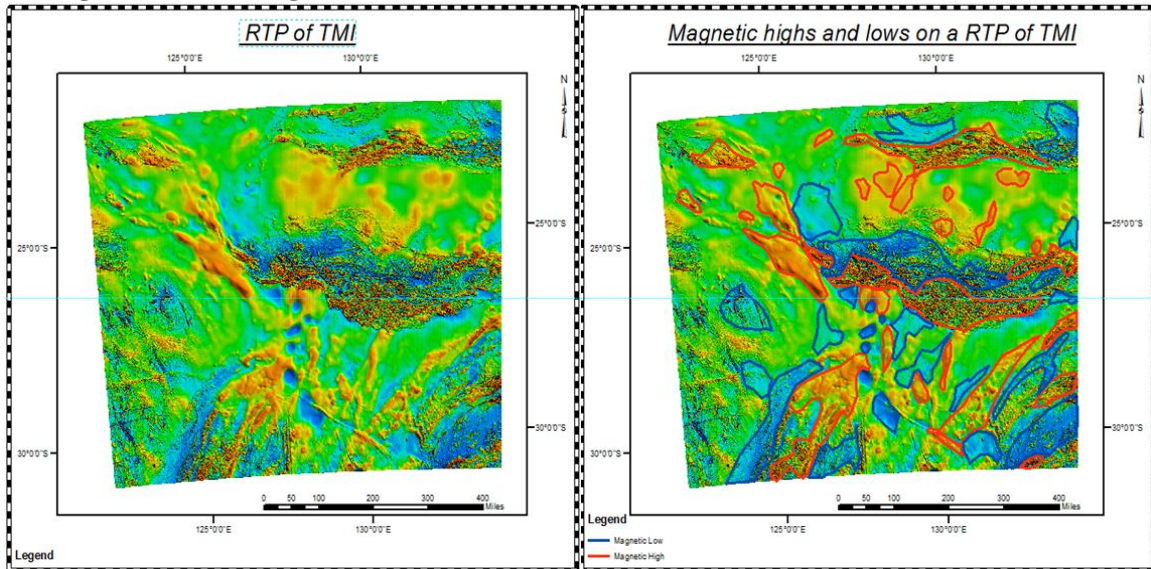 RTP of TMI
125°0'0"E
130°0'0"E
N
25°0'0"S
25°0'0"S
30°0'0"S
30°0'0"S
0 50 100 200 300 400
Miles
125°0'0"E
130°0'0"E
Legend
Magnetic highs and lows on a RTP of TMI
125°0'0"E
130°0'0"E
N
25°0'0"S
25°0'0"S
30°0'0"S
30°0'0"S
0 50 100 200 300 400
Miles
125°0'0"E
130°0'0"E
Legend
Magnetic Low
Magnetic High